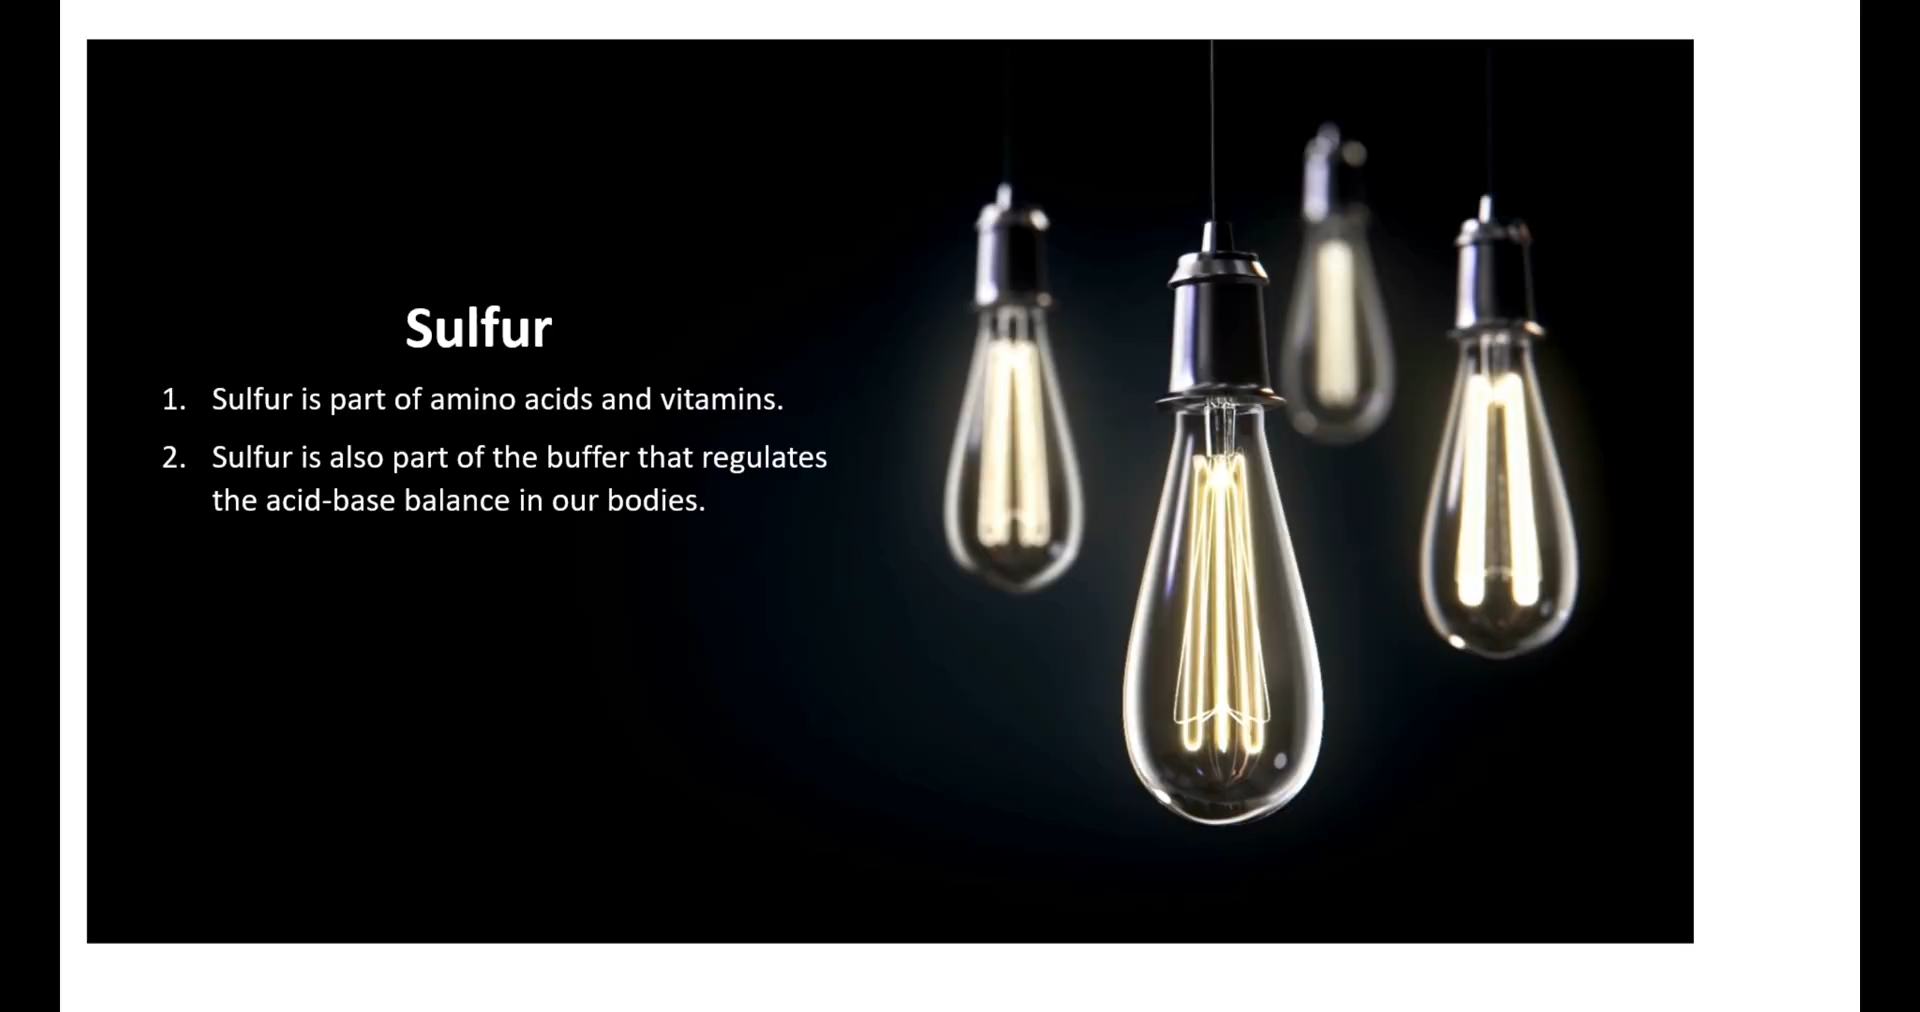 Sulfur
1. Sulfur is part of amino acids and vitamins.
2. Sulfur is also part of the buffer that regulates
the acid-base balance in our bodies.